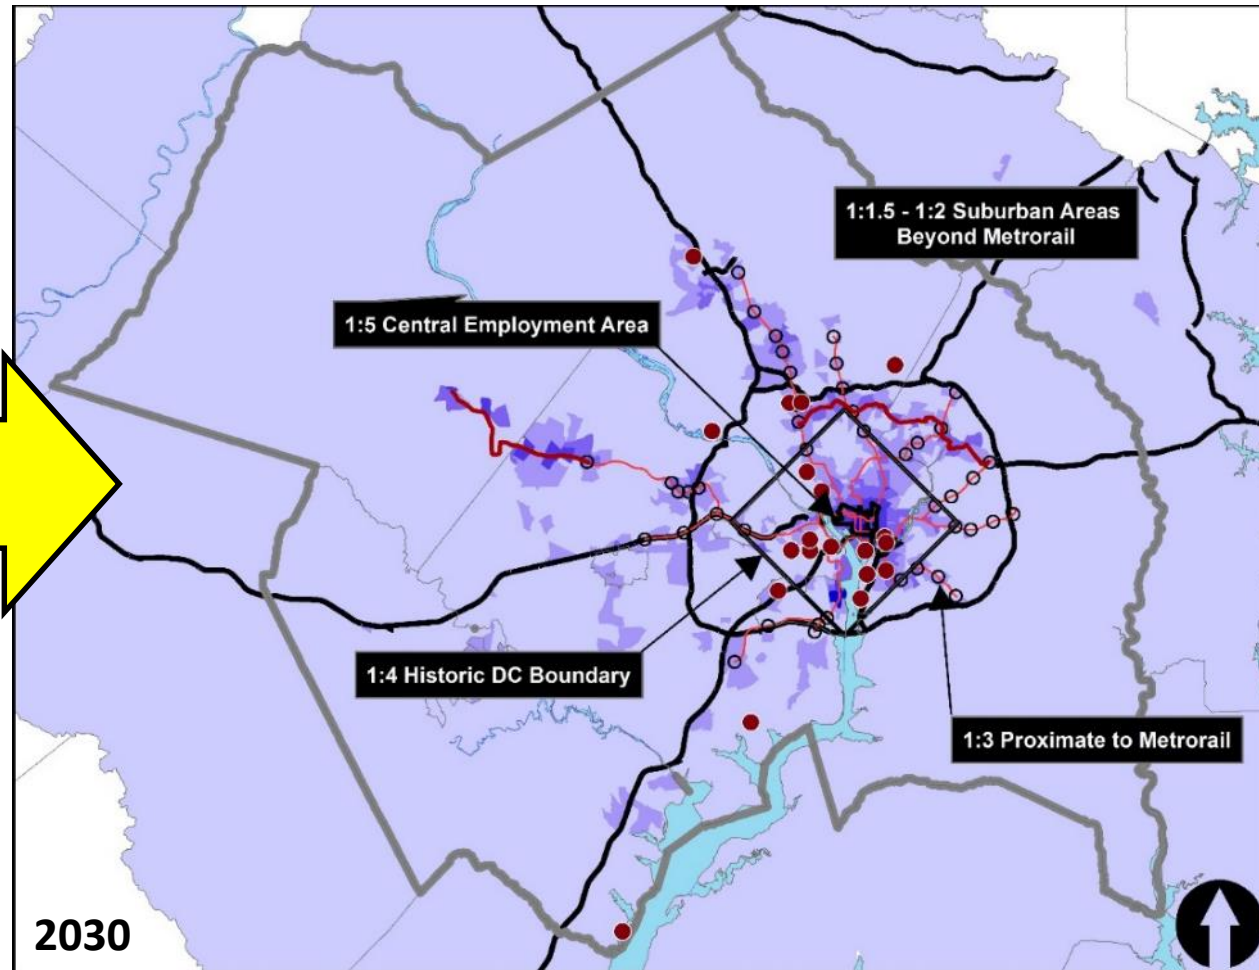 1:1.5 - 1:2 Suburban Areas
Beyond Metrorail
1:5 Central Employment Area
1:4 Historic DC Boundary
1:3 Proximate to Metrorail
2030